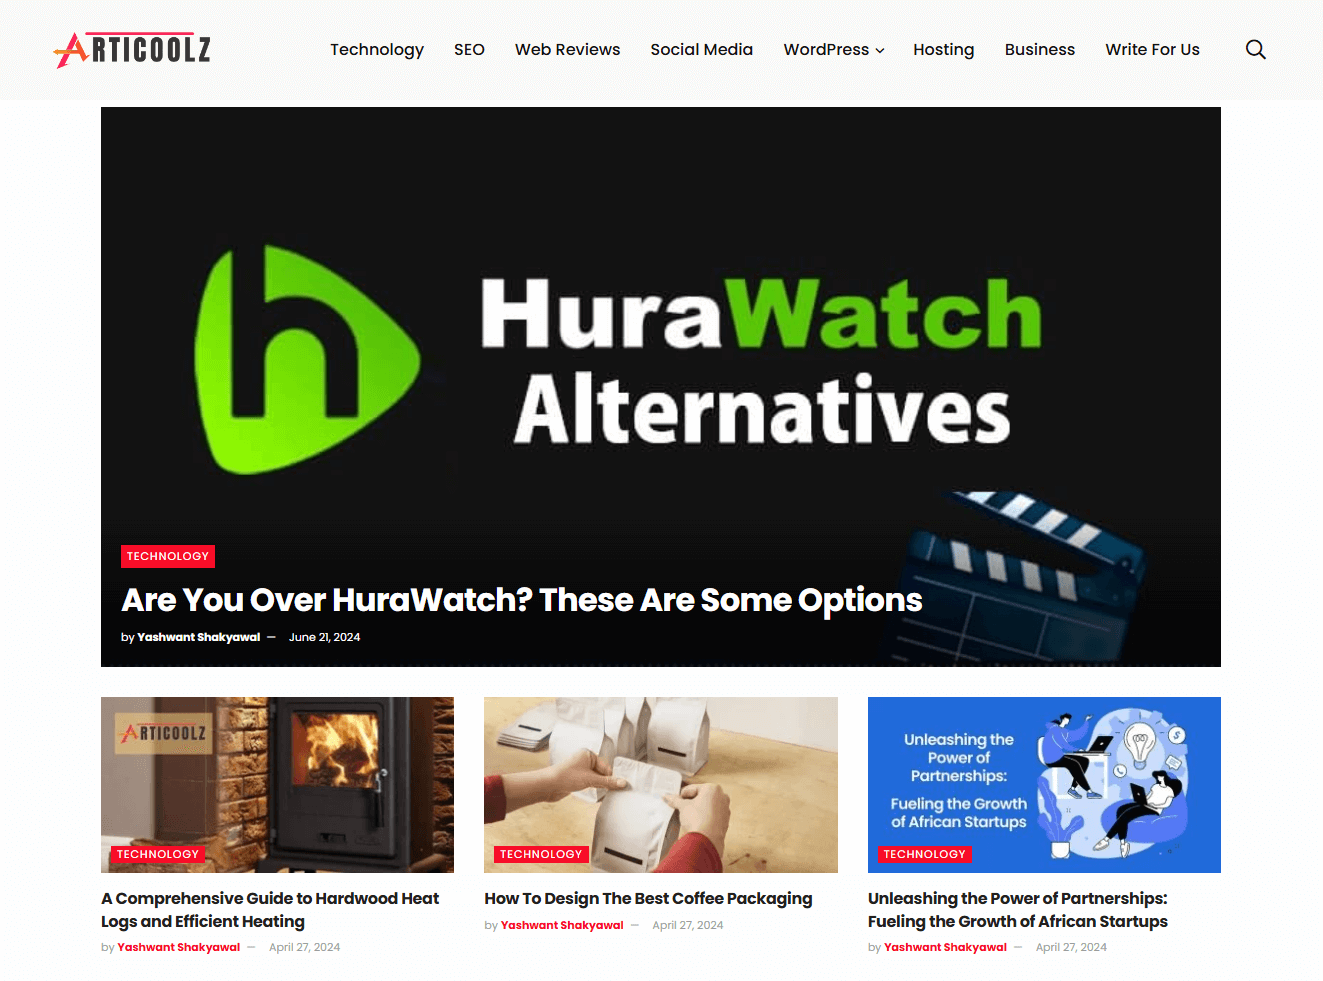 ARTICOOLZ
Technology SEO Web Reviews Social Media WordPress Hosting Business Write For Us
h
HuraWatch
Alternatives
TECHNOLOGY
Are You Over HuraWatch? These Are Some Options
by Yashwant Shakyawal — June 21, 2024
ARTICOOLZ
TECHNOLOGY
A Comprehensive Guide to Hardwood Heat
Logs and Efficient Heating
by Yashwant Shakyawal — April 27, 2024
TECHNOLOGY
How To Design The Best Coffee Packaging
by Yashwant Shakyawal — April 27, 2024
Unleashing the
Power of
Partnerships:
Fueling the Growth
of African Startups
$
TECHNOLOGY
Unleashing the Power of Partnerships:
Fueling the Growth of African Startups
by Yashwant Shakyawal — April 27, 2024